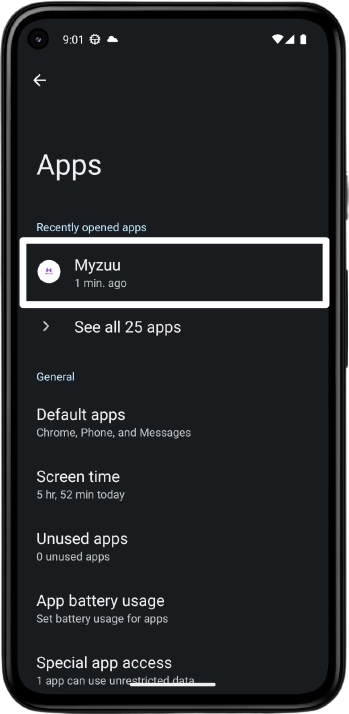 9:01
Apps
Recently opened apps
Myzuu
1 min. ago
See all 25 apps
General
Default apps
Chrome, Phone, and Messages
Screen time
5 hr, 52 min today
Unused apps
0 unused apps
App battery usage
Set battery usage for apps
Special app access
1 app can use unrestricted data